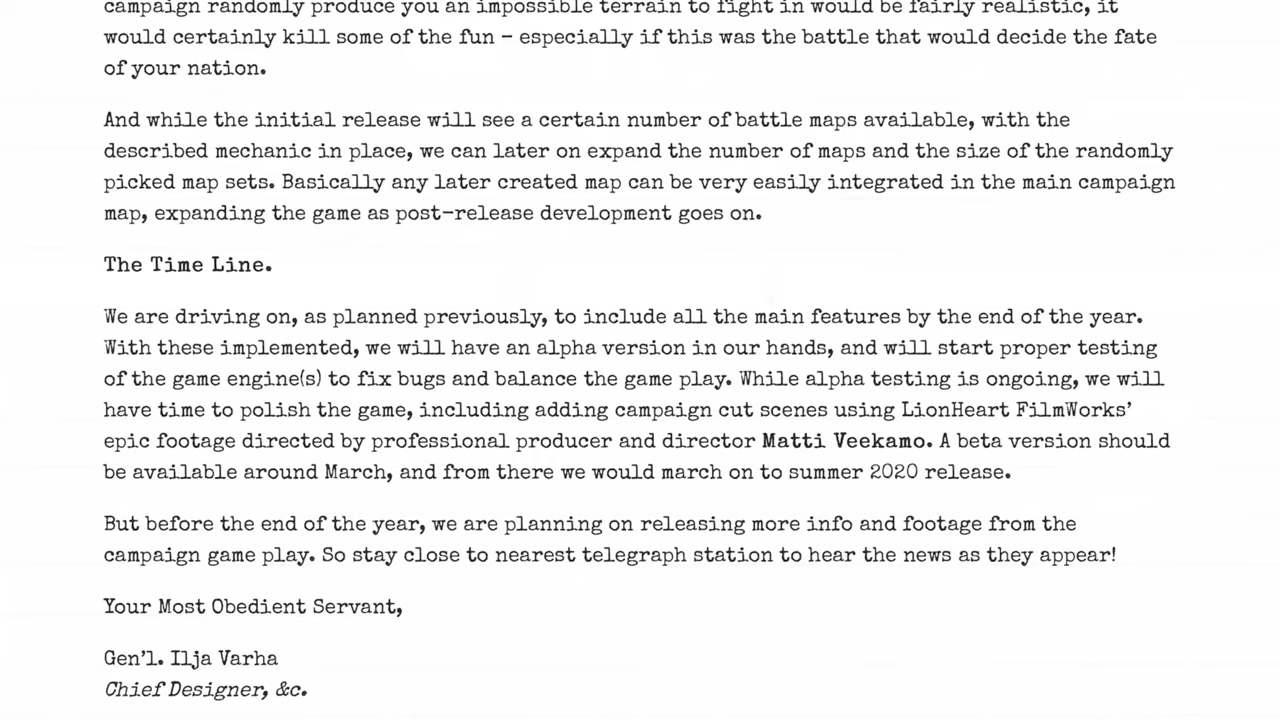 campaign randomly produce you an impossible terrain to fight in would be fairly realistic, it
would certainly kill some of the fun – especially if this was the battle that would decide the fate
of your nation.
And while the initial release will see a certain number of battle maps available, with the
described mechanic in place, we can later on expand the number of maps and the size of the randomly
picked map sets. Basically any later created map can be very easily integrated in the main campaign
map, expanding the game as post-release development goes on.
The Time Line.
We are driving on, as planned previously, to include all the main features by the end of the year.
With these implemented, we will have an alpha version in our hands, and will start proper testing
of the game engine(s) to fix bugs and balance the game play. While alpha testing is ongoing, we will
have time to polish the game, including adding campaign cut scenes using LionHeart FilmWorks’
epic footage directed by professional producer and director Matti Veekamo. A beta version should
be available around March, and from there we would march on to summer 2020 release.
But before the end of the year, we are planning on releasing more info and footage from the
campaign game play. So stay close to nearest telegraph station to hear the news as they appear!
Your Most Obedient Servant,
Gen’l. Ilja Varha
Chief Designer, &c.